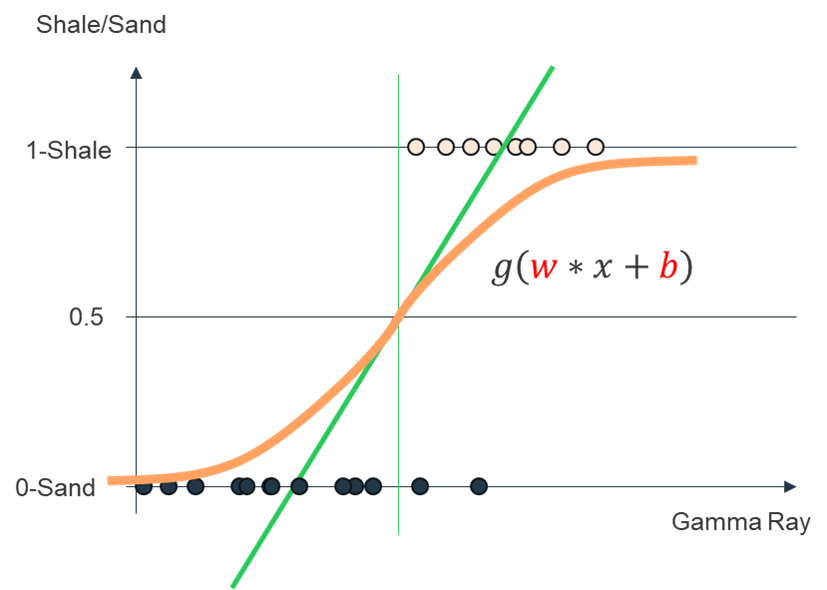 Shale/Sand
1-Shale
g(w * x + b)
0.5
0-Sand
Gamma Ray